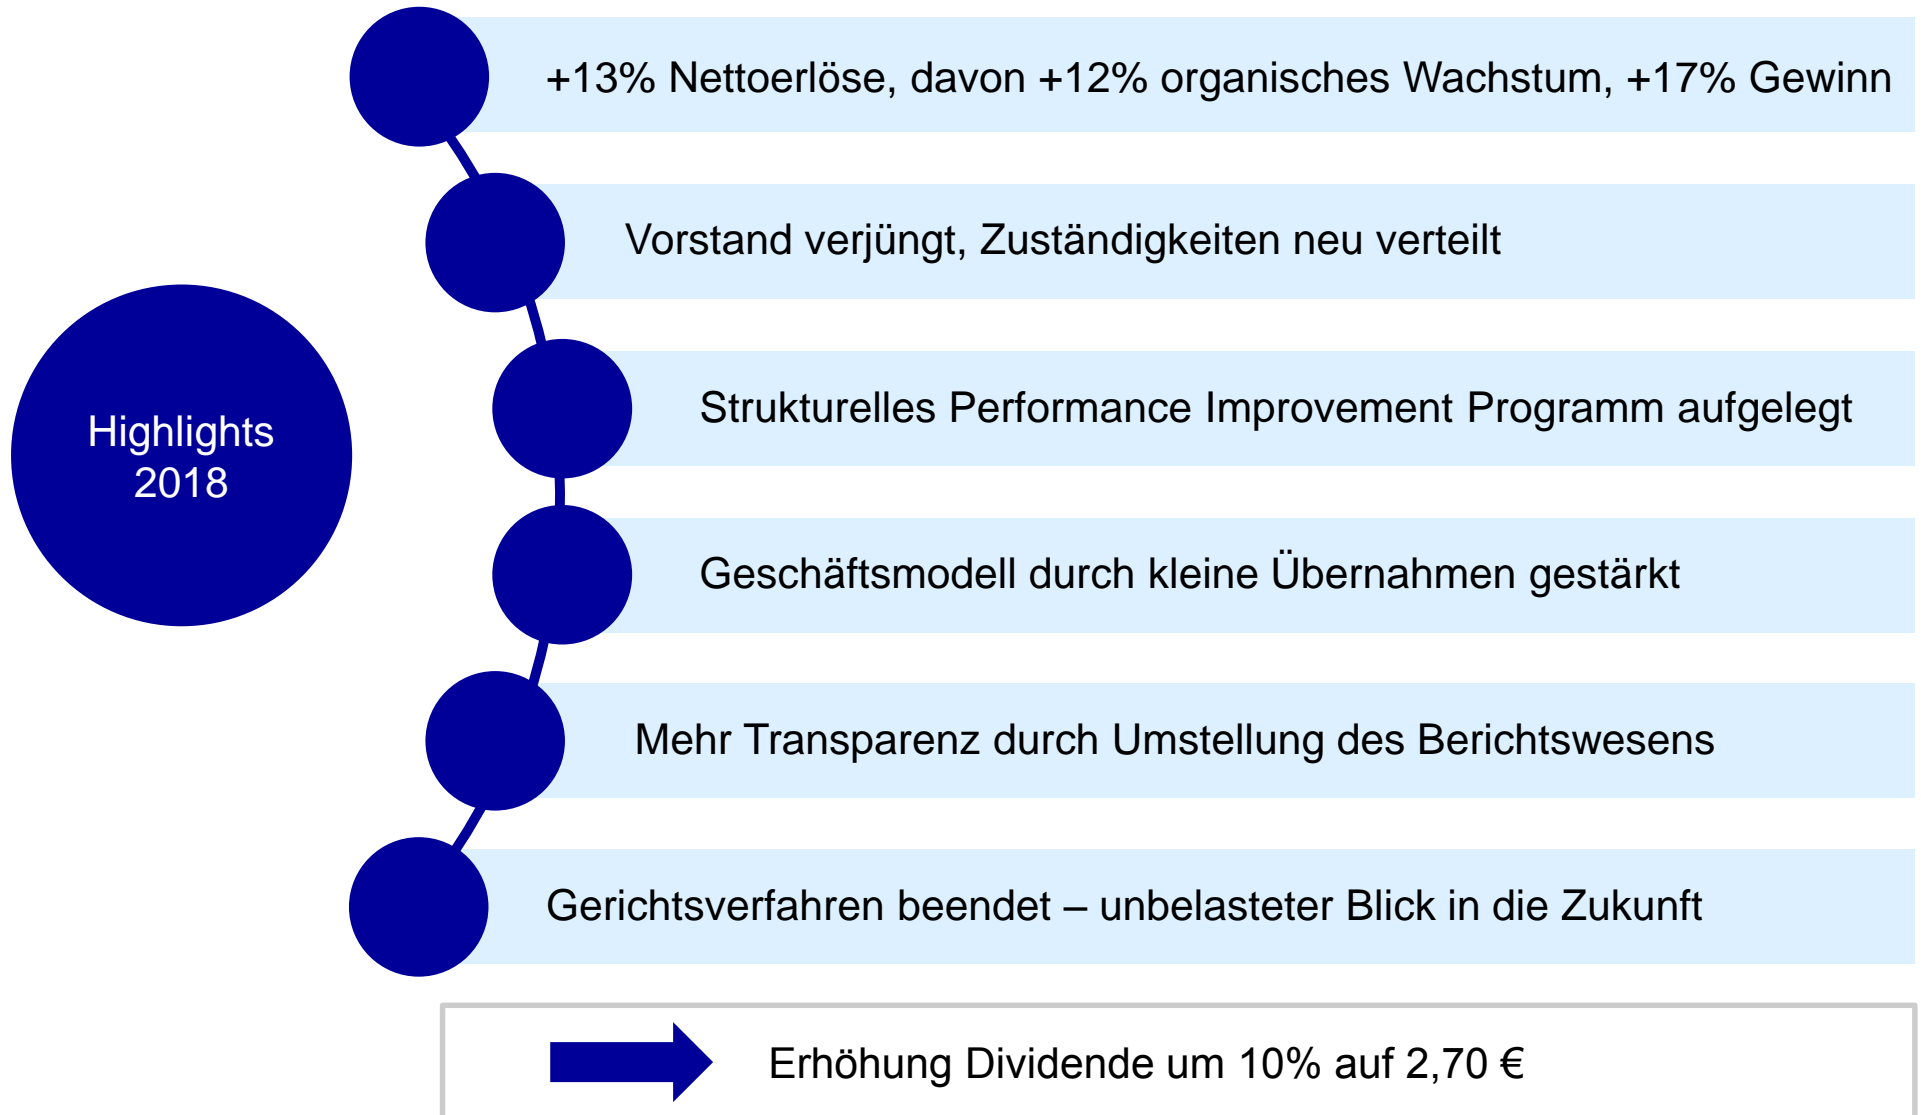 +13% Nettoerlöse, davon +12% organisches Wachstum, +17% Gewinn
Vorstand verjüngt, Zuständigkeiten neu verteilt
Strukturelles Performance Improvement Programm aufgelegt
Highlights
2018
Geschäftsmodell durch kleine Übernahmen gestärkt
Mehr Transparenz durch Umstellung des Berichtswesens
Gerichtsverfahren beendet – unbelasteter Blick in die Zukunft
Erhöhung Dividende um 10% auf 2,70 €